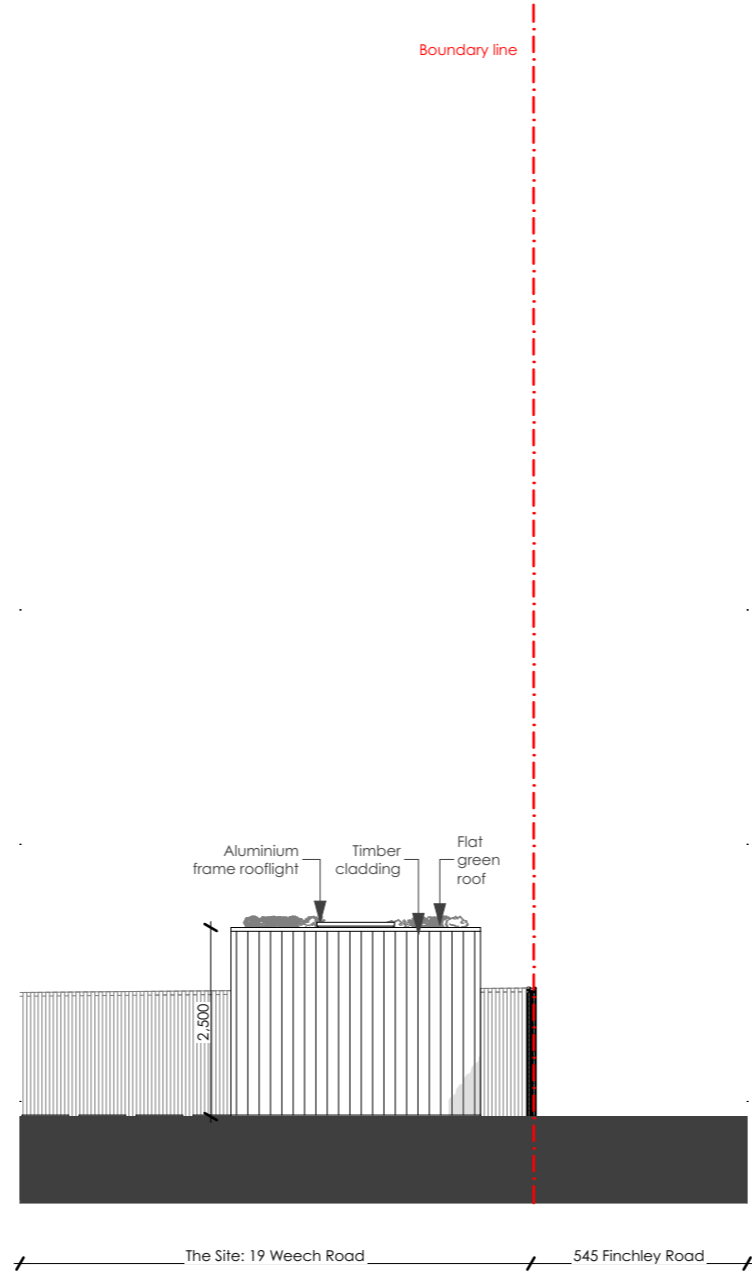 Boundary line
Aluminium
frame rooflight
Timber
cladding
Flat
green
roof
2,500
The Site: 19 Weech Road
545 Finchley Road